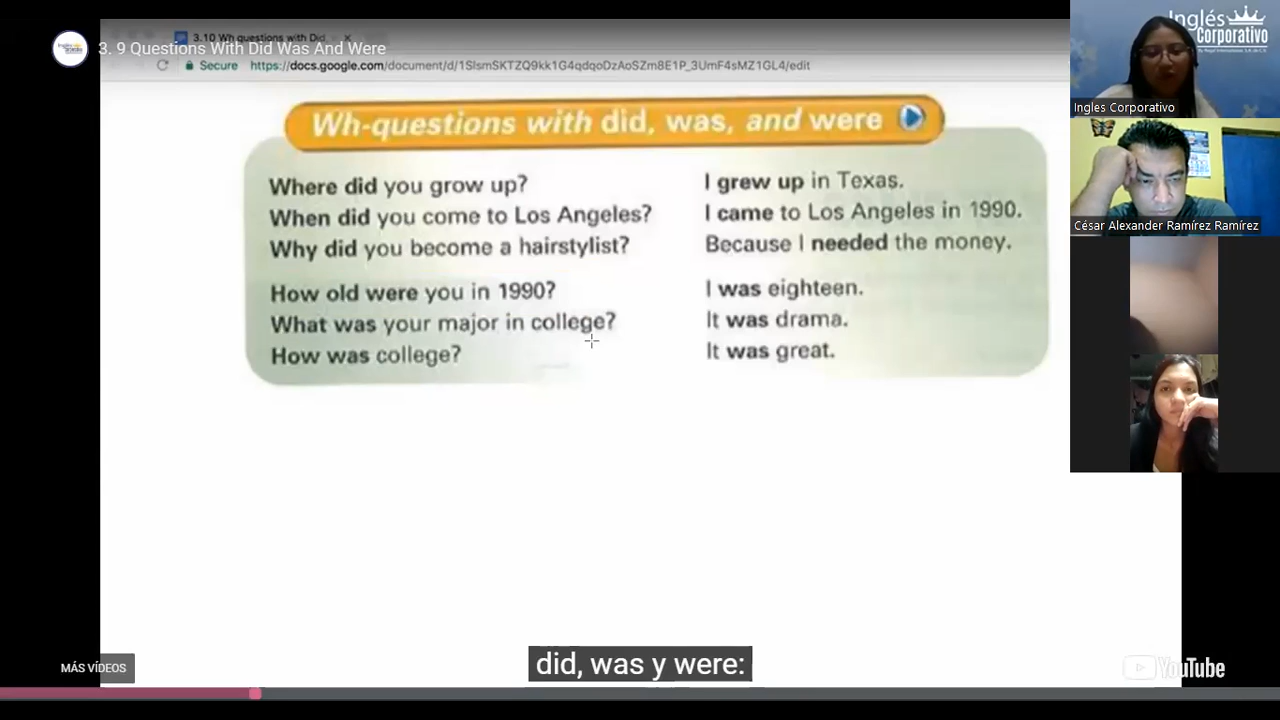 3.10 Wh questions with Did
3. 9 Questions With Did Was And Were
Secure https://docs.google.com/document/d/1SlsmSKTZQ9kk1G4qdqoDzAoSZm8E1P_3UmF4sMZ1GL4/edit
Wh-questions with did, was, and were
Where did you grow up? I grew up in Texas.
When did you come to Los Angeles? I came to Los Angeles in 1990.
Why did you become a hairstylist? Because I needed the money.
How old were you in 1990? I was eighteen.
What was your major in college? It was drama.
How was college? It was great.
did, was y were:
MÁS VÍDEOS
YouTube
Inglés
Corporativo
Ingles Corporativo
César Alexander Ramírez Ramírez